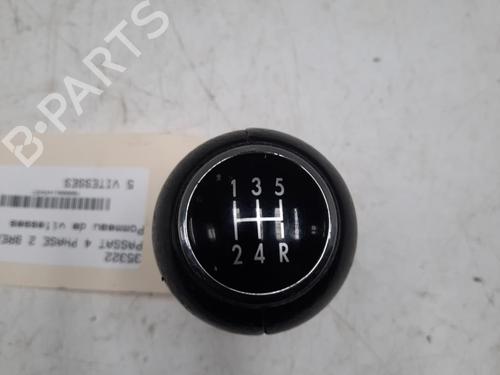 B-PARTS
1 3 5
2 4 R
35322
PASSAT 4 PHASE 2 BRE
Pommeau de vitesses
5 VITESSES